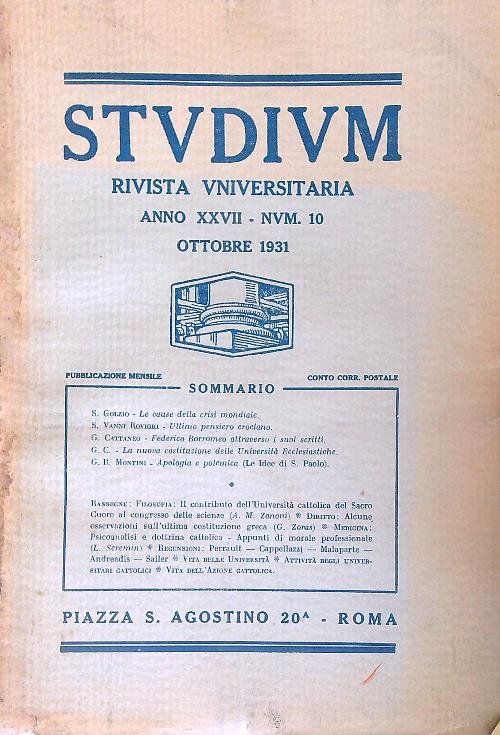 STVDIVM
RIVISTA VNIVERSITARIA
ANNO XXVII - NVM. 10
OTTOBRE 1931
PUBBLICAZIONE MENSILE CONTO CORR. POSTALE
SOMMARIO
S. GOLZIO - Le cause della crisi mondiale.
S. VANNI ROVIGHI - Ultimo pensiero crociano.
G. CATTANEO - Federico Borromeo attraverso i suoi scritti.
G. C. - La nuova costituzione delle Università Ecclesiastiche.
G. B. MONTINI - Apologia e polemica (Le Idee di S. Paolo).
RASSEGNE: FILOSOFIA: Il contributo dell'Università cattolica del Sacro
Cuore al congresso delle scienze (A. M. Zanoni) * DIRITTO: Alcune
osservazioni sull'ultima costituzione greca (G. Zoras) * MEDICINA:
Psicoanalisi e dottrina cattolica - Appunti di morale professionale
(L. Scremin) * RECENSIONI: Perrault — Cappellazzi — Malaparte —
Andreadis — Sailer * VITA DELLE UNIVERSITÀ * ATTIVITÀ DEGLI UNIVER-
SITARI CATTOLICI * VITA DELL'AZIONE CATTOLICA.
PIAZZA S. AGOSTINO 20A - ROMA